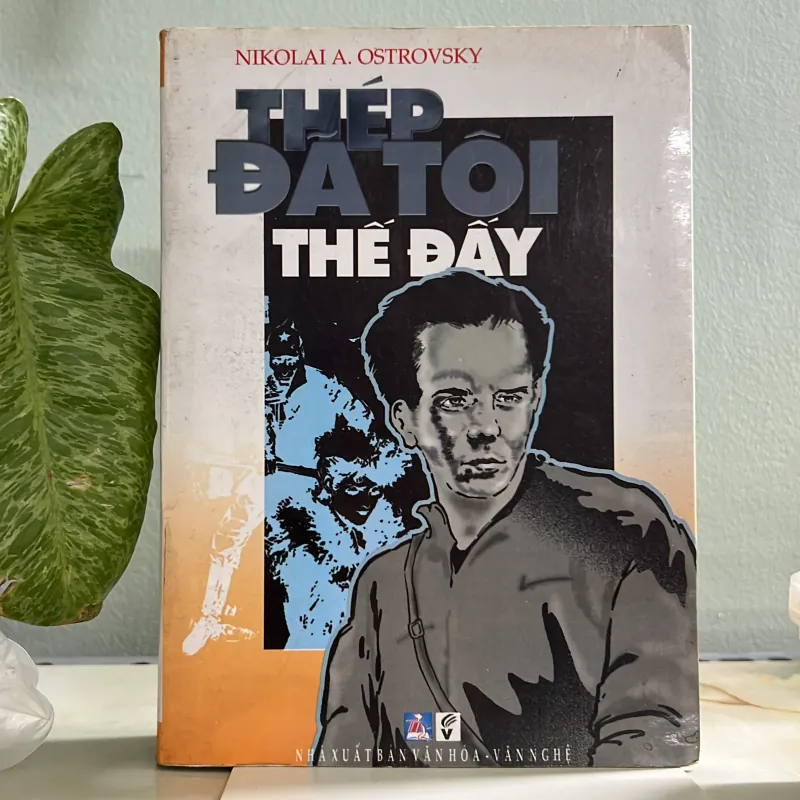 NIKOLAI A. OSTROVSKY
THÉP
ĐÃ TÔI
THẾ ĐẤY
NHÀ XUẤT BẢN VĂN HÓA - VĂN NGHỆ